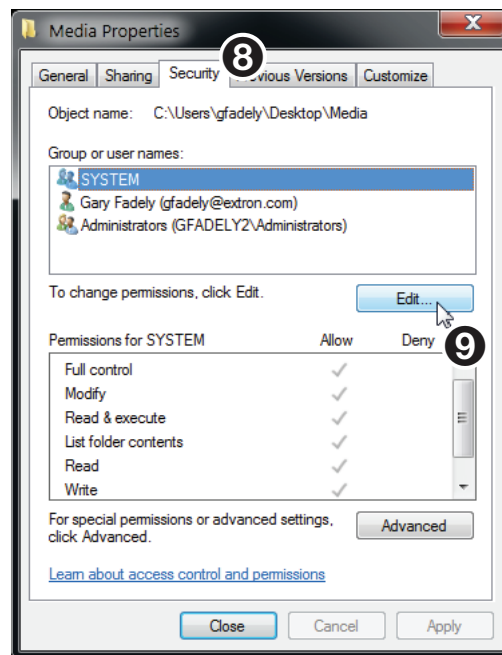 Media Properties
8
General Sharing Security vious Versions Customize
Object name: C:\Users\gfadely\Desktop\Media
Group or user names:
SYSTEM
Gary Fadely (gfadely@extron.com)
Administrators (GFADELY2\Administrators)
To change permissions, click Edit.
Edit...
9
Permissions for SYSTEM Allow Deny
Full control
Modify
Read & execute
List folder contents
Read
Write
For special permissions or advanced settings,
click Advanced.
Advanced
Learn about access control and permissions
Close Cancel Apply